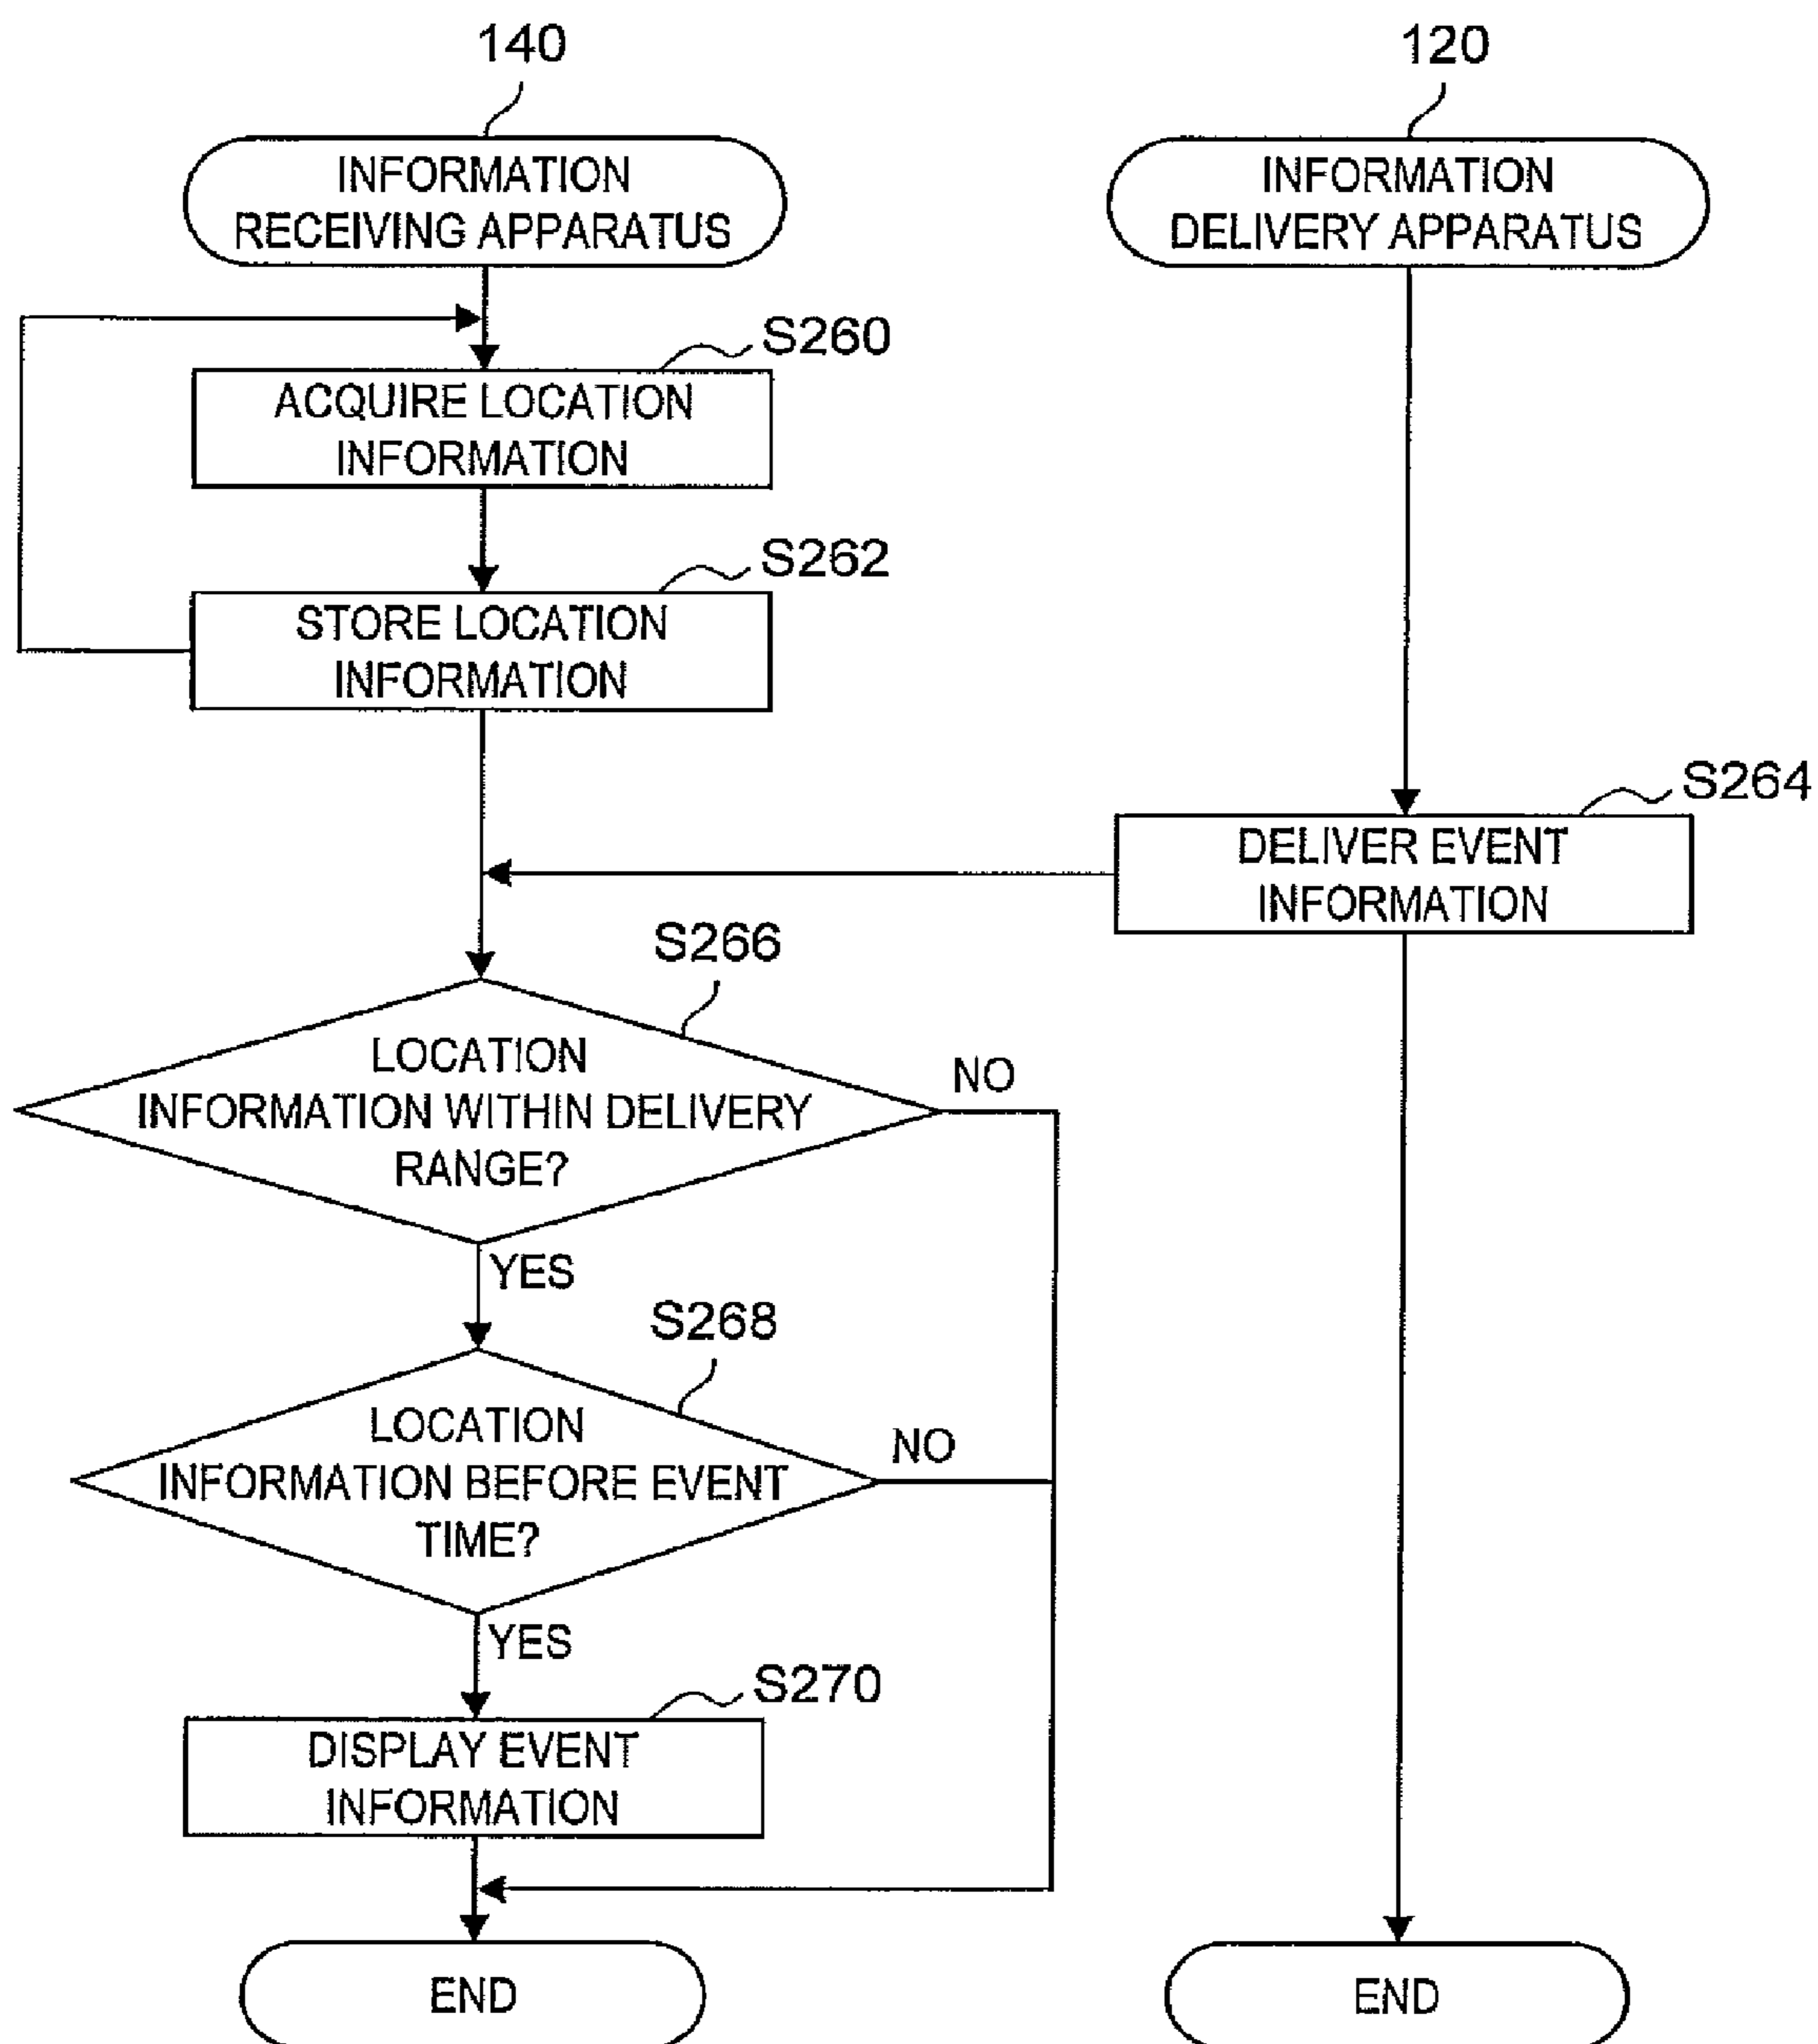 140
120
INFORMATION
RECEIVING APPARATUS
INFORMATION
DELIVERY APPARATUS
S260
ACQUIRE LOCATION
INFORMATION
S262
STORE LOCATION
INFORMATION
S264
DELIVER EVENT
INFORMATION
S266
LOCATION
INFORMATION WITHIN DELIVERY
RANGE?
NO
YES
S268
LOCATION
INFORMATION BEFORE EVENT
TIME?
NO
YES
S270
DISPLAY EVENT
INFORMATION
END
END